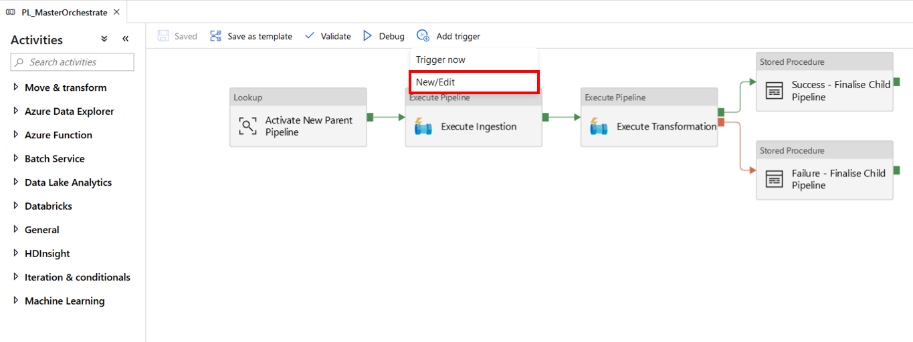 PL_MasterOrchestrate
Activities
Search activities
Move & transform
Azure Data Explorer
Azure Function
Batch Service
Data Lake Analytics
Databricks
General
HDInsight
Iteration & conditionals
Machine Learning
Saved
Save as template
Validate
Debug
Add trigger
Trigger now
New/Edit
Lookup
Activate New Parent
Pipeline
Execute Pipeline
Execute Ingestion
Execute Pipeline
Execute Transformation
Stored Procedure
Success - Finalise Child
Pipeline
Stored Procedure
Failure - Finalise Child
Pipeline